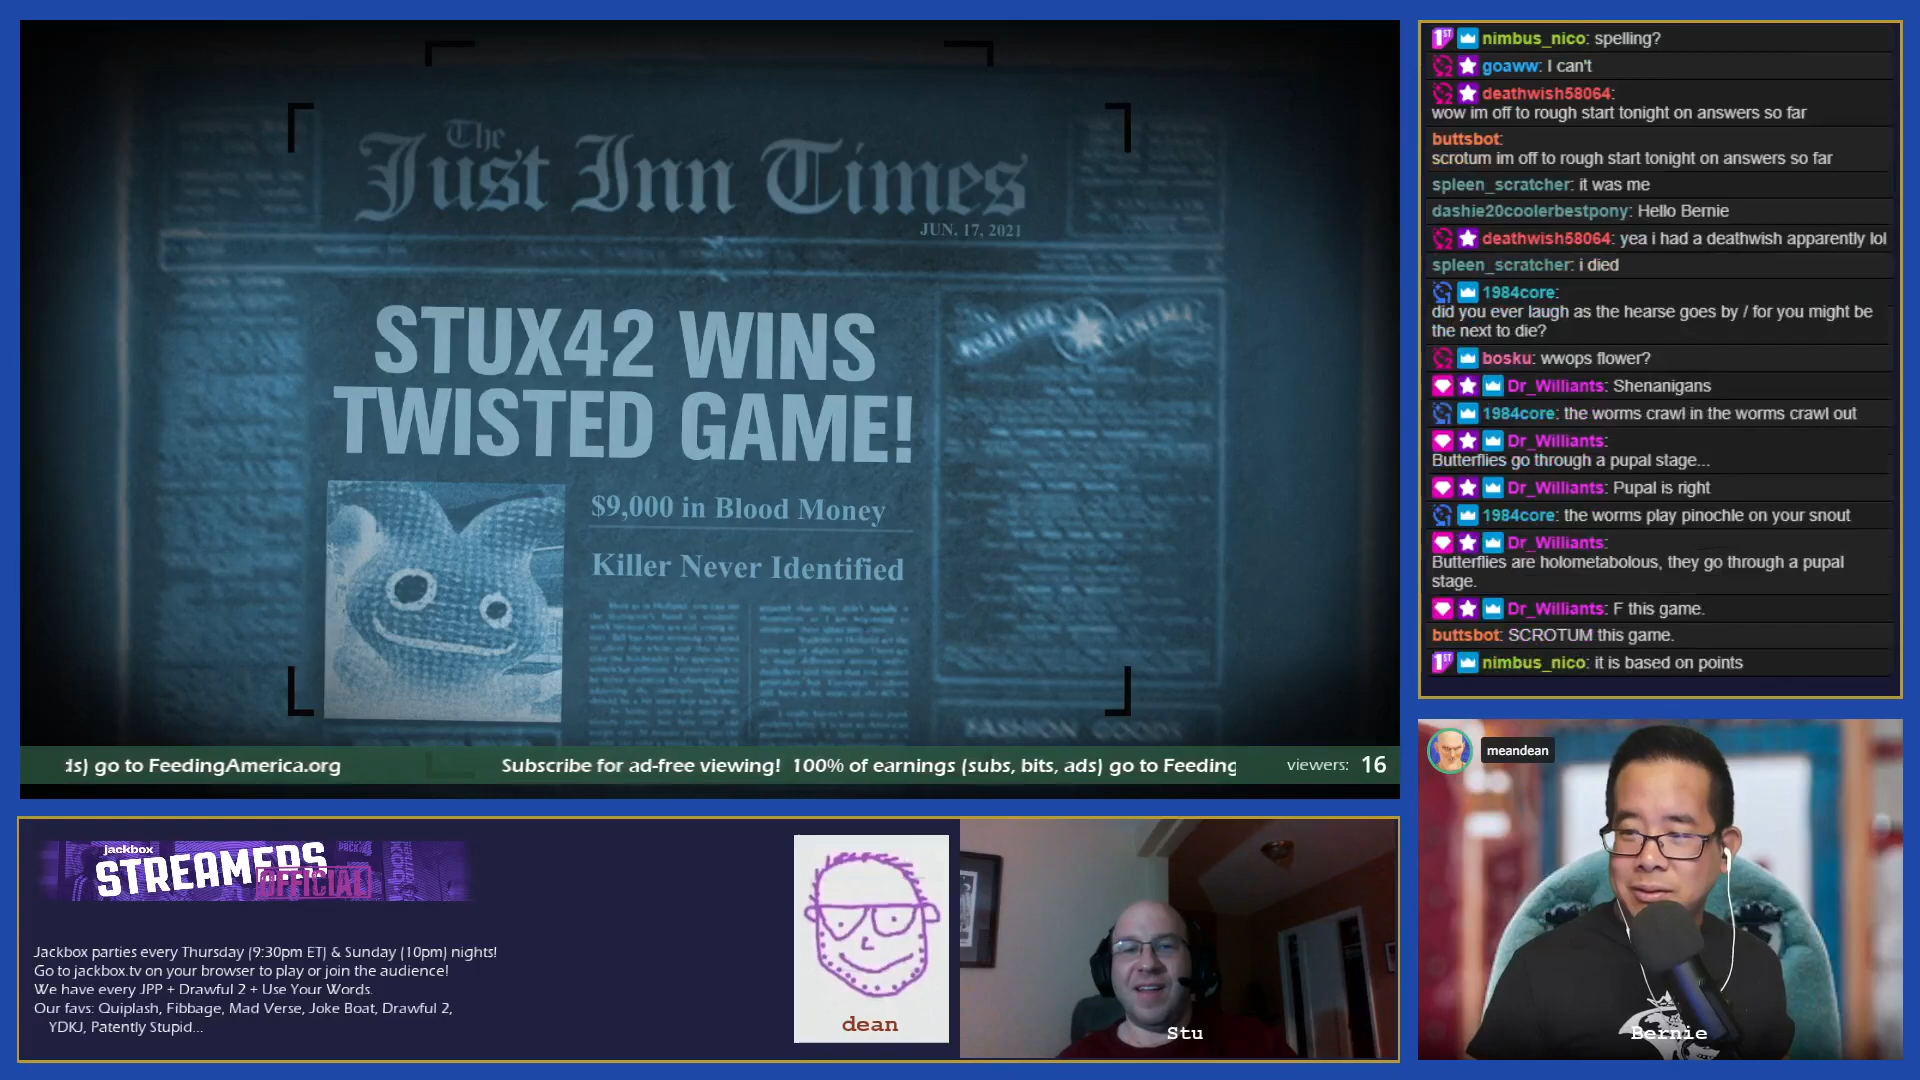 The
Just Inn Times
JUN. 17, 2021
STUX42 WINS
TWISTED GAME!
$9,000 in Blood Money
Killer Never Identified
FASHION GOODS
ds) go to FeedingAmerica.org
Subscribe for ad-free viewing! 100% of earnings (subs, bits, ads) go to Feeding
viewers: 16
jackbox
STREAMERS
OFFICIAL
Jackbox parties every Thursday (9:30pm ET) & Sunday (10pm) nights!
Go to jackbox.tv on your browser to play or join the audience!
We have every JPP + Drawful 2 + Use Your Words.
Our favs: Quiplash, Fibbage, Mad Verse, Joke Boat, Drawful 2,
YDKJ, Patently Stupid...
dean
Stu
1ST nimbus_nico: spelling?
goaww: I can't
deathwish58064:
wow im off to rough start tonight on answers so far
buttsbot:
scrotum im off to rough start tonight on answers so far
spleen_scratcher: it was me
dashie20coolerbestpony: Hello Bernie
deathwish58064: yea i had a deathwish apparently lol
spleen_scratcher: i died
1984core:
did you ever laugh as the hearse goes by / for you might be
the next to die?
bosku: wwops flower?
Dr_Williants: Shenanigans
1984core: the worms crawl in the worms crawl out
Dr_Williants:
Butterflies go through a pupal stage...
Dr_Williants: Pupal is right
1984core: the worms play pinochle on your snout
Dr_Williants:
Butterflies are holometabolous, they go through a pupal
stage.
Dr_Williants: F this game.
buttsbot: SCROTUM this game.
1ST nimbus_nico: it is based on points
meandean
Bernie